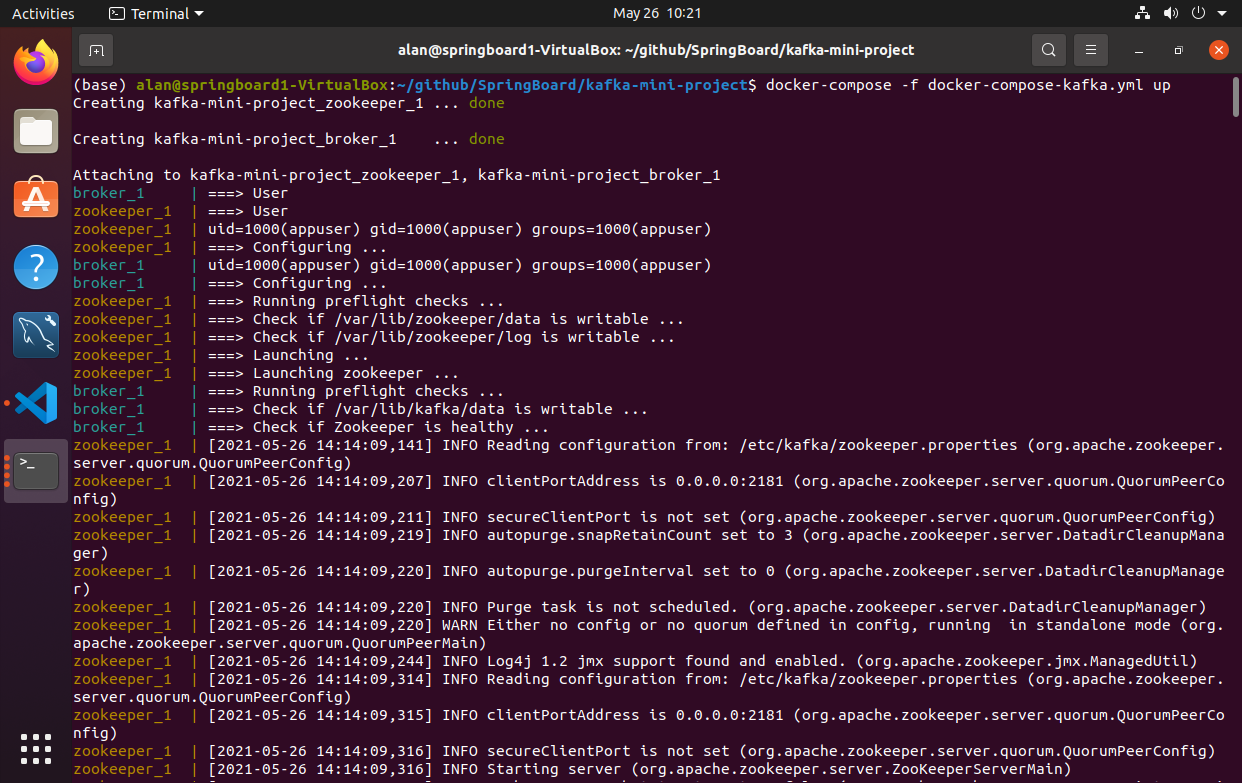 Activities
Terminal
May 26 10:21
alan@springboard1-VirtualBox: ~/github/SpringBoard/kafka-mini-project
(base) alan@springboard1-VirtualBox:~/github/SpringBoard/kafka-mini-project$ docker-compose -f docker-compose-kafka.yml up
Creating kafka-mini-project_zookeeper_1 ... done
Creating kafka-mini-project_broker_1    ... done
Attaching to kafka-mini-project_zookeeper_1, kafka-mini-project_broker_1
broker_1     | ===> User
zookeeper_1  | ===> User
zookeeper_1  | uid=1000(appuser) gid=1000(appuser) groups=1000(appuser)
zookeeper_1  | ===> Configuring ...
broker_1     | uid=1000(appuser) gid=1000(appuser) groups=1000(appuser)
broker_1     | ===> Configuring ...
zookeeper_1  | ===> Running preflight checks ...
zookeeper_1  | ===> Check if /var/lib/zookeeper/data is writable ...
zookeeper_1  | ===> Check if /var/lib/zookeeper/log is writable ...
zookeeper_1  | ===> Launching ...
zookeeper_1  | ===> Launching zookeeper ...
broker_1     | ===> Running preflight checks ...
broker_1     | ===> Check if /var/lib/kafka/data is writable ...
broker_1     | ===> Check if Zookeeper is healthy ...
zookeeper_1  | [2021-05-26 14:14:09,141] INFO Reading configuration from: /etc/kafka/zookeeper.properties (org.apache.zookeeper.
server.quorum.QuorumPeerConfig)
zookeeper_1  | [2021-05-26 14:14:09,207] INFO clientPortAddress is 0.0.0.0:2181 (org.apache.zookeeper.server.quorum.QuorumPeerCo
nfig)
zookeeper_1  | [2021-05-26 14:14:09,211] INFO secureClientPort is not set (org.apache.zookeeper.server.quorum.QuorumPeerConfig)
zookeeper_1  | [2021-05-26 14:14:09,219] INFO autopurge.snapRetainCount set to 3 (org.apache.zookeeper.server.DatadirCleanupMana
ger)
zookeeper_1  | [2021-05-26 14:14:09,220] INFO autopurge.purgeInterval set to 0 (org.apache.zookeeper.server.DatadirCleanupManage
r)
zookeeper_1  | [2021-05-26 14:14:09,220] INFO Purge task is not scheduled. (org.apache.zookeeper.server.DatadirCleanupManager)
zookeeper_1  | [2021-05-26 14:14:09,220] WARN Either no config or no quorum defined in config, running  in standalone mode (org.
apache.zookeeper.server.quorum.QuorumPeerMain)
zookeeper_1  | [2021-05-26 14:14:09,244] INFO Log4j 1.2 jmx support found and enabled. (org.apache.zookeeper.jmx.ManagedUtil)
zookeeper_1  | [2021-05-26 14:14:09,314] INFO Reading configuration from: /etc/kafka/zookeeper.properties (org.apache.zookeeper.
server.quorum.QuorumPeerConfig)
zookeeper_1  | [2021-05-26 14:14:09,315] INFO clientPortAddress is 0.0.0.0:2181 (org.apache.zookeeper.server.quorum.QuorumPeerCo
nfig)
zookeeper_1  | [2021-05-26 14:14:09,316] INFO secureClientPort is not set (org.apache.zookeeper.server.quorum.QuorumPeerConfig)
zookeeper_1  | [2021-05-26 14:14:09,316] INFO Starting server (org.apache.zookeeper.server.ZooKeeperServerMain)